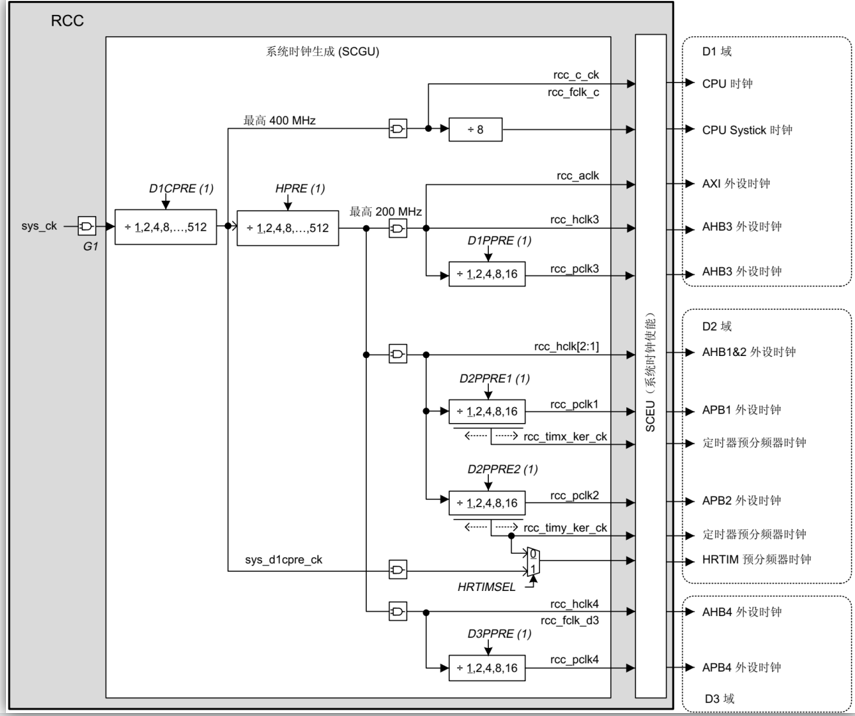 RCC
系统时钟生成 (SCGU)
D1 域
rcc_c_ck
rcc_fclk_c
CPU 时钟
最高 400 MHz
÷ 8
CPU Systick 时钟
rcc_aclk
AXI 外设时钟
D1CPRE (1)
HPRE (1)
最高 200 MHz
rcc_hclk3
AHB3 外设时钟
sys_ck
G1
÷ 1,2,4,8,...,512
÷ 1,2,4,8,...,512
D1PPRE (1)
÷ 1,2,4,8,16
rcc_pclk3
AHB3 外设时钟
SCEU（系统时钟使能）
D2 域
rcc_hclk[2:1]
AHB1&2 外设时钟
D2PPRE1 (1)
÷ 1,2,4,8,16
rcc_pclk1
APB1 外设时钟
rcc_timx_ker_ck
定时器预分频器时钟
D2PPRE2 (1)
÷ 1,2,4,8,16
rcc_pclk2
APB2 外设时钟
rcc_timy_ker_ck
定时器预分频器时钟
sys_d1cpre_ck
0
1
HRTIM 预分频器时钟
HRTIMSEL
rcc_hclk4
rcc_fclk_d3
AHB4 外设时钟
D3PPRE (1)
÷ 1,2,4,8,16
rcc_pclk4
APB4 外设时钟
D3 域